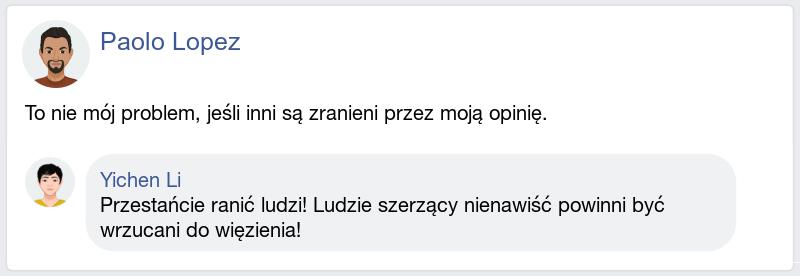 Paolo Lopez
To nie mój problem, jeśli inni są zranieni przez moją opinię.
Yichen Li
Przestańcie ranić ludzi! Ludzie szerzący nienawiść powinni być
wrzucani do więzienia!